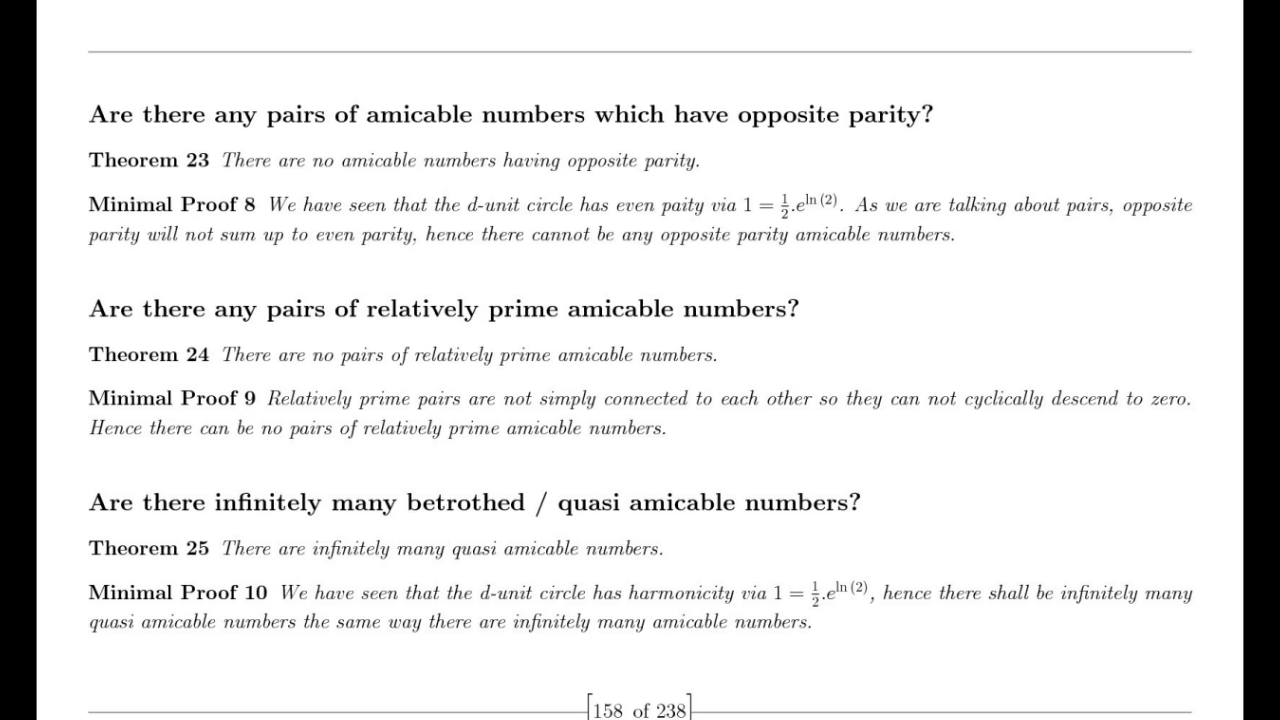 Are there any pairs of amicable numbers which have opposite parity?
Theorem 23 There are no amicable numbers having opposite parity.
Minimal Proof 8 We have seen that the d-unit circle has even paity via 1 = ½.e^ln (2). As we are talking about pairs, opposite
parity will not sum up to even parity, hence there cannot be any opposite parity amicable numbers.
Are there any pairs of relatively prime amicable numbers?
Theorem 24 There are no pairs of relatively prime amicable numbers.
Minimal Proof 9 Relatively prime pairs are not simply connected to each other so they can not cyclically descend to zero.
Hence there can be no pairs of relatively prime amicable numbers.
Are there infinitely many betrothed / quasi amicable numbers?
Theorem 25 There are infinitely many quasi amicable numbers.
Minimal Proof 10 We have seen that the d-unit circle has harmonicity via 1 = ½.e^ln (2), hence there shall be infinitely many
quasi amicable numbers the same way there are infinitely many amicable numbers.
[158 of 238]